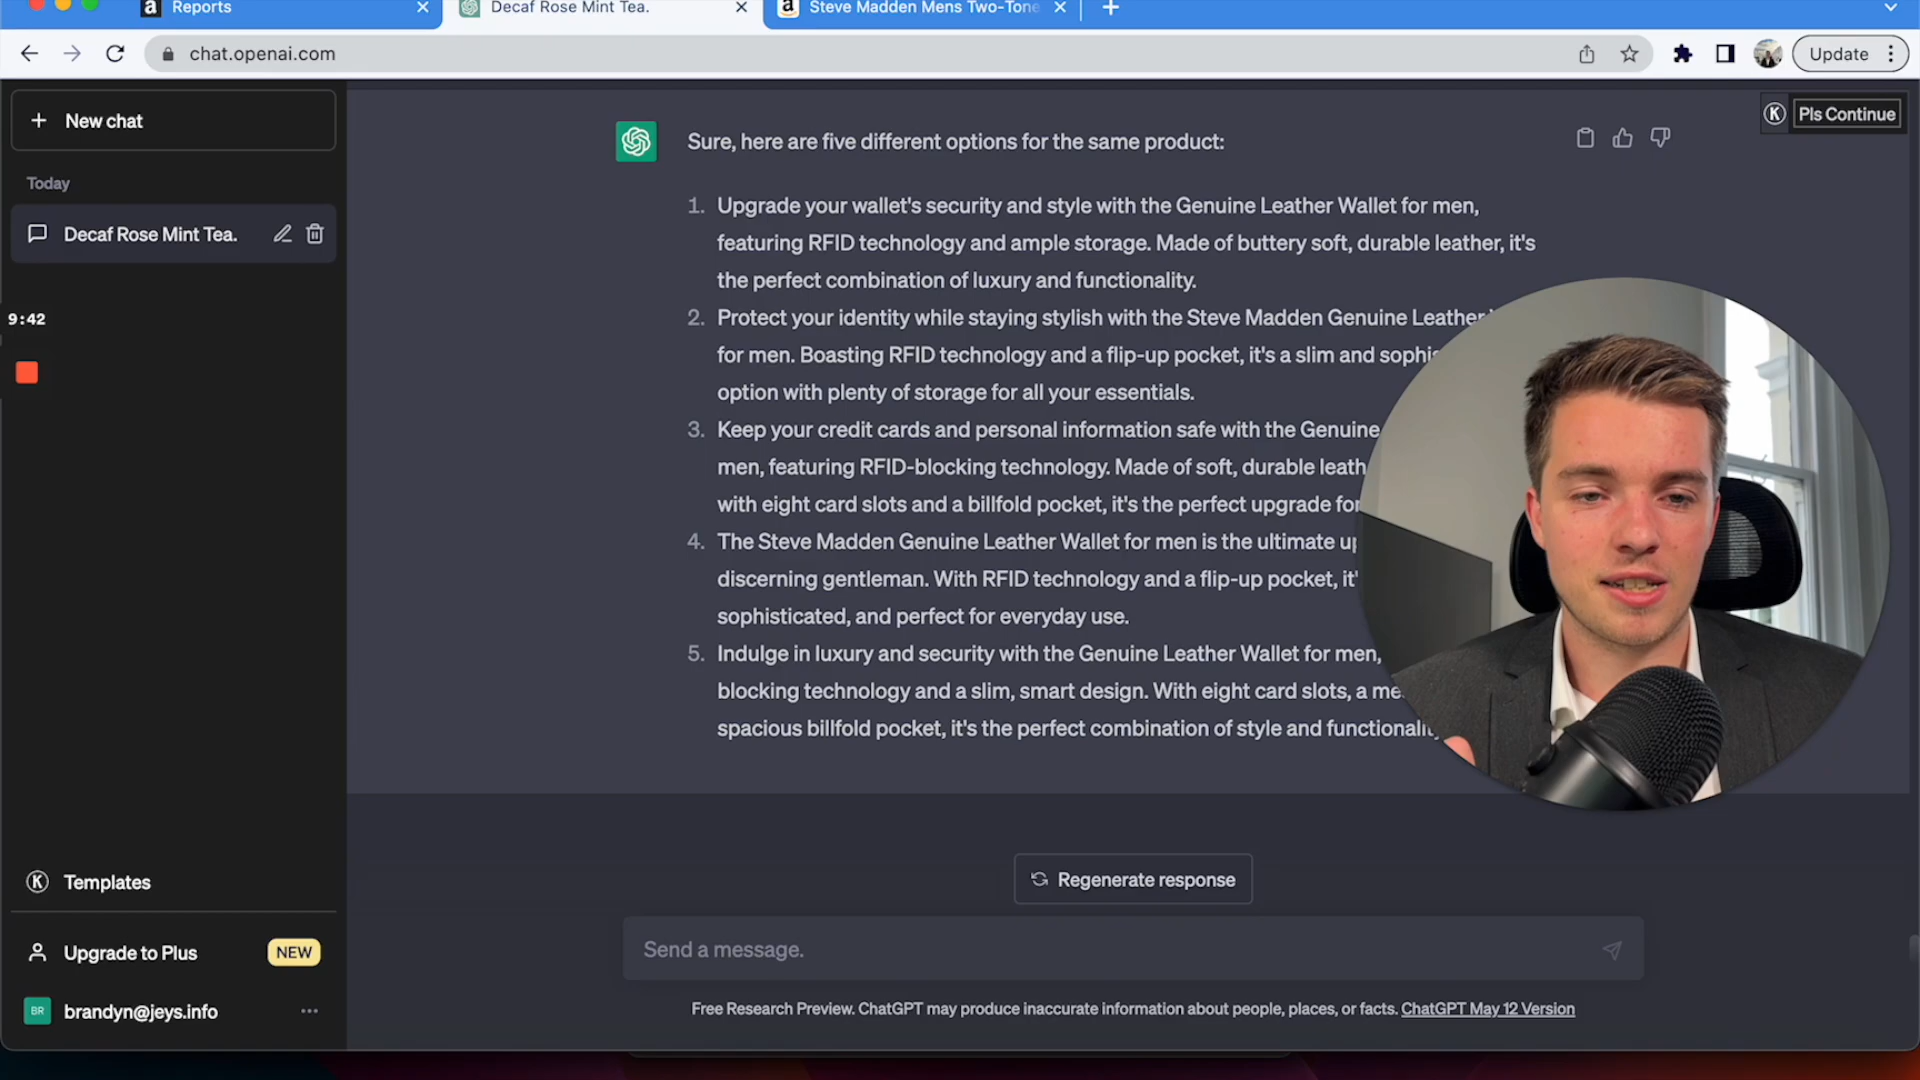 Reports
Decaf Rose Mint Tea.
Steve Madden Mens Two-Tone
chat.openai.com
Update
New chat
Pls Continue
Today
Decaf Rose Mint Tea.
9:42
Sure, here are five different options for the same product:
1. Upgrade your wallet's security and style with the Genuine Leather Wallet for men,
featuring RFID technology and ample storage. Made of buttery soft, durable leather, it's
the perfect combination of luxury and functionality.
2. Protect your identity while staying stylish with the Steve Madden Genuine Leather
for men. Boasting RFID technology and a flip-up pocket, it's a slim and
option with plenty of storage for all your essentials.
3. Keep your credit cards and personal information safe with the Genuine
men, featuring RFID-blocking technology. Made of soft, durable
with eight card slots and a billfold pocket, it's the perfect upgrade for
4. The Steve Madden Genuine Leather Wallet for men is the ultimate
discerning gentleman. With RFID technology and a flip-up pocket,
sophisticated, and perfect for everyday use.
5. Indulge in luxury and security with the Genuine Leather Wallet for men,
blocking technology and a slim, smart design. With eight card slots, a
spacious billfold pocket, it's the perfect combination of style and
Templates
Upgrade to Plus
NEW
BR
brandyn@jeys.info
Regenerate response
Send a message.
Free Research Preview. ChatGPT may produce inaccurate information about people, places, or facts. ChatGPT May 12 Version